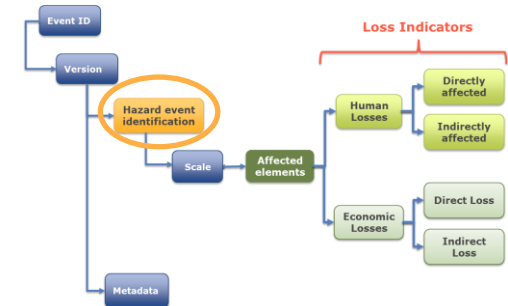 Event ID
Loss Indicators
Version
Hazard event
identification
Human
Losses
Directly
affected
Indirectly
affected
Scale
Affected
elements
Economic
Losses
Direct Loss
Indirect
Loss
Metadata